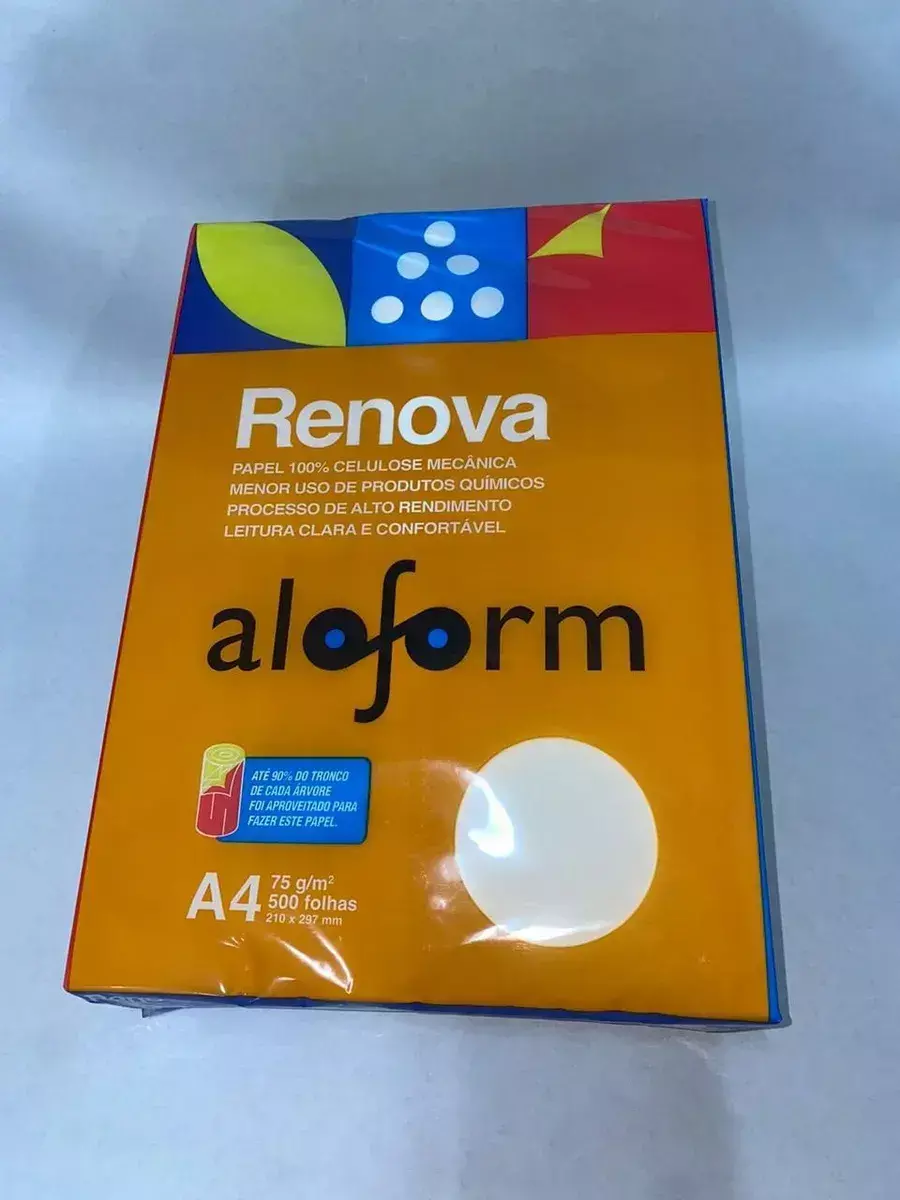 Renova
PAPEL 100% CELULOSE MECÂNICA
MENOR USO DE PRODUTOS QUÍMICOS
PROCESSO DE ALTO RENDIMENTO
LEITURA CLARA E CONFORTÁVEL
aloform
ATÉ 90% DO TRONCO
DE CADA ÁRVORE
FOI APROVEITADO PARA
FAZER ESTE PAPEL.
A4
75 g/m²
500 folhas
210 x 297 mm